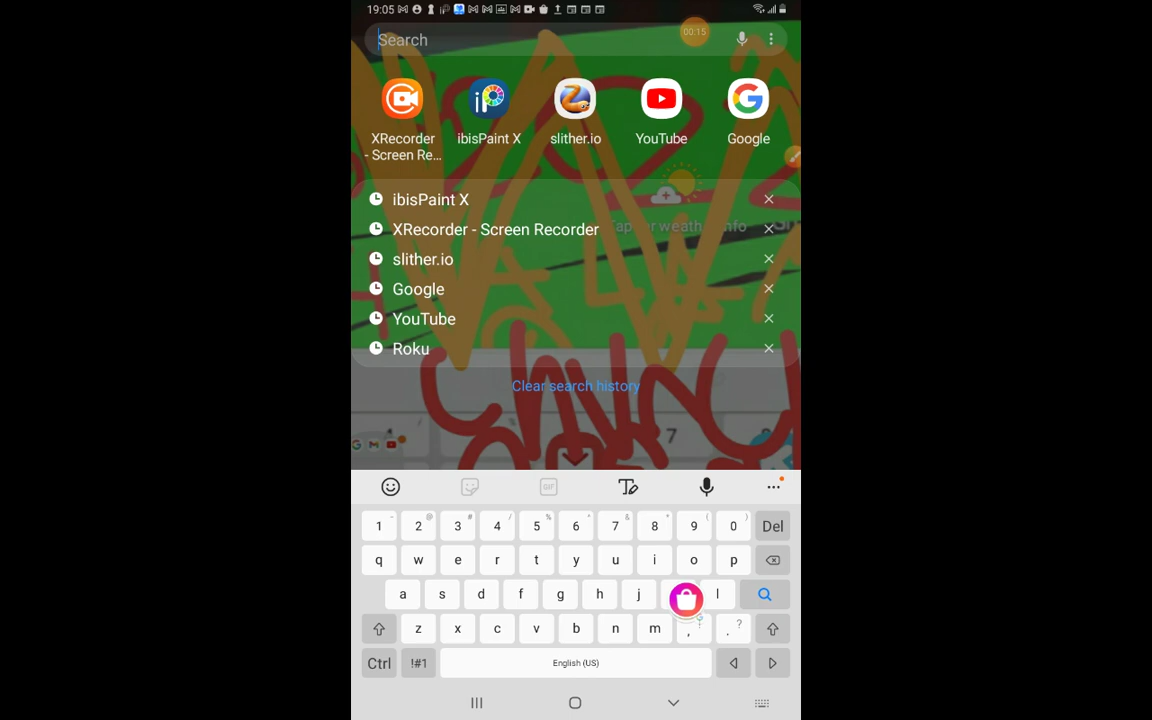 19:05
Search
00:15
XRecorder
- Screen Re...
ibisPaint X
slither.io
YouTube
Google
ibisPaint X
XRecorder - Screen Recorder
slither.io
Google
YouTube
Roku
Clear search history
7
GIF
1 2 3 4 5 6 7 8 9 0 Del
q w e r t y u i o p
a s d f g h j l
z x c v b n m , . ?
Ctrl !#1 English (US)